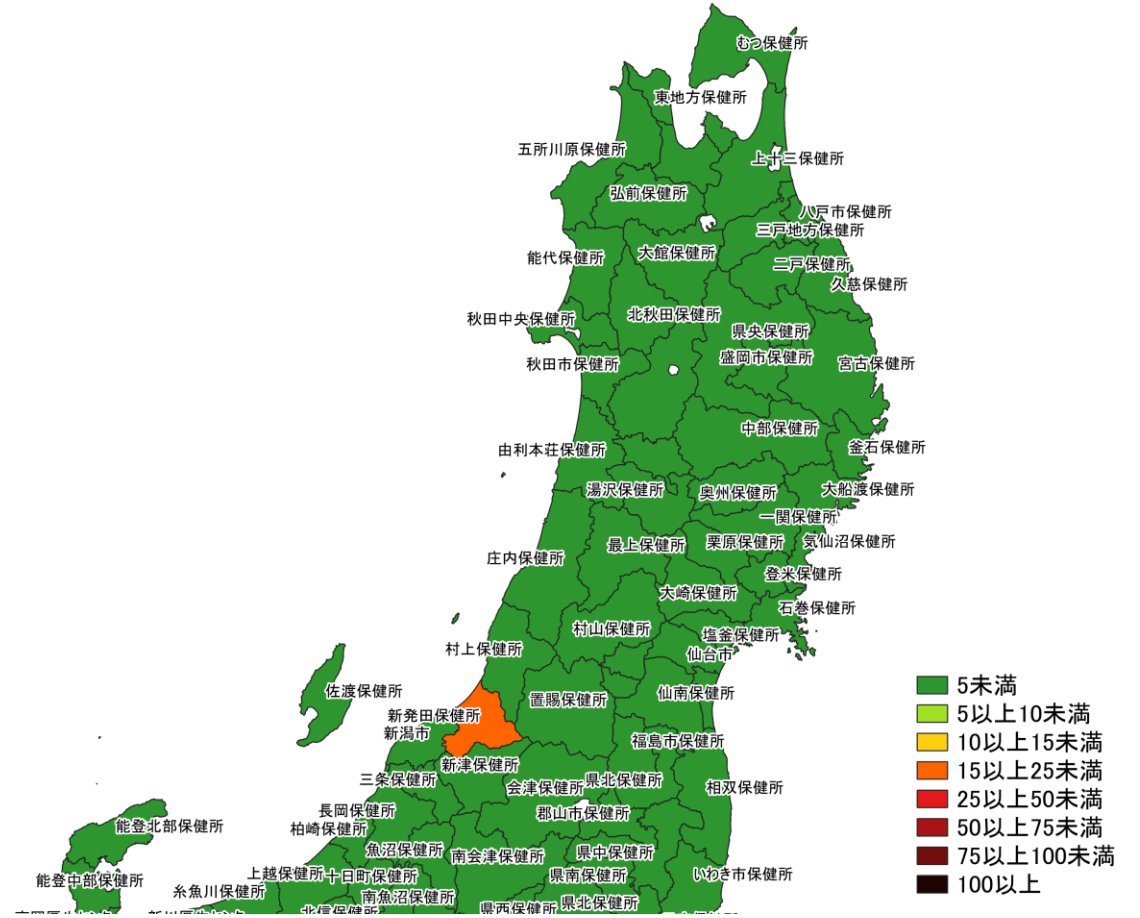 むつ保健所
東地方保健所
五所川原保健所
上十三保健所
弘前保健所
八戸市保健所
三戸地方保健所
大館保健所
能代保健所
二戸保健所
久慈保健所
北秋田保健所
秋田中央保健所
県央保健所
盛岡市保健所
秋田市保健所
宮古保健所
中部保健所
釜石保健所
由利本荘保健所
湯沢保健所
奥州保健所
大船渡保健所
一関保健所
気仙沼保健所
栗原保健所
最上保健所
庄内保健所
登米保健所
大崎保健所
石巻保健所
村山保健所
塩釜保健所
村上保健所
仙台市
佐渡保健所
仙南保健所
置賜保健所
新発田保健所
新潟市
福島市保健所
新津保健所
三条保健所
県北保健所
会津保健所
相双保健所
長岡保健所
郡山市保健所
柏崎保健所
能登北部保健所
魚沼保健所
南会津保健所
県中保健所
上越保健所
十日町保健所
県南保健所
いわき市保健所
能登中部保健所
糸魚川保健所
南魚沼保健所
県北保健所
県西保健所
北信保健所
5未満
5以上10未満
10以上15未満
15以上25未満
25以上50未満
50以上75未満
75以上100未満
100以上